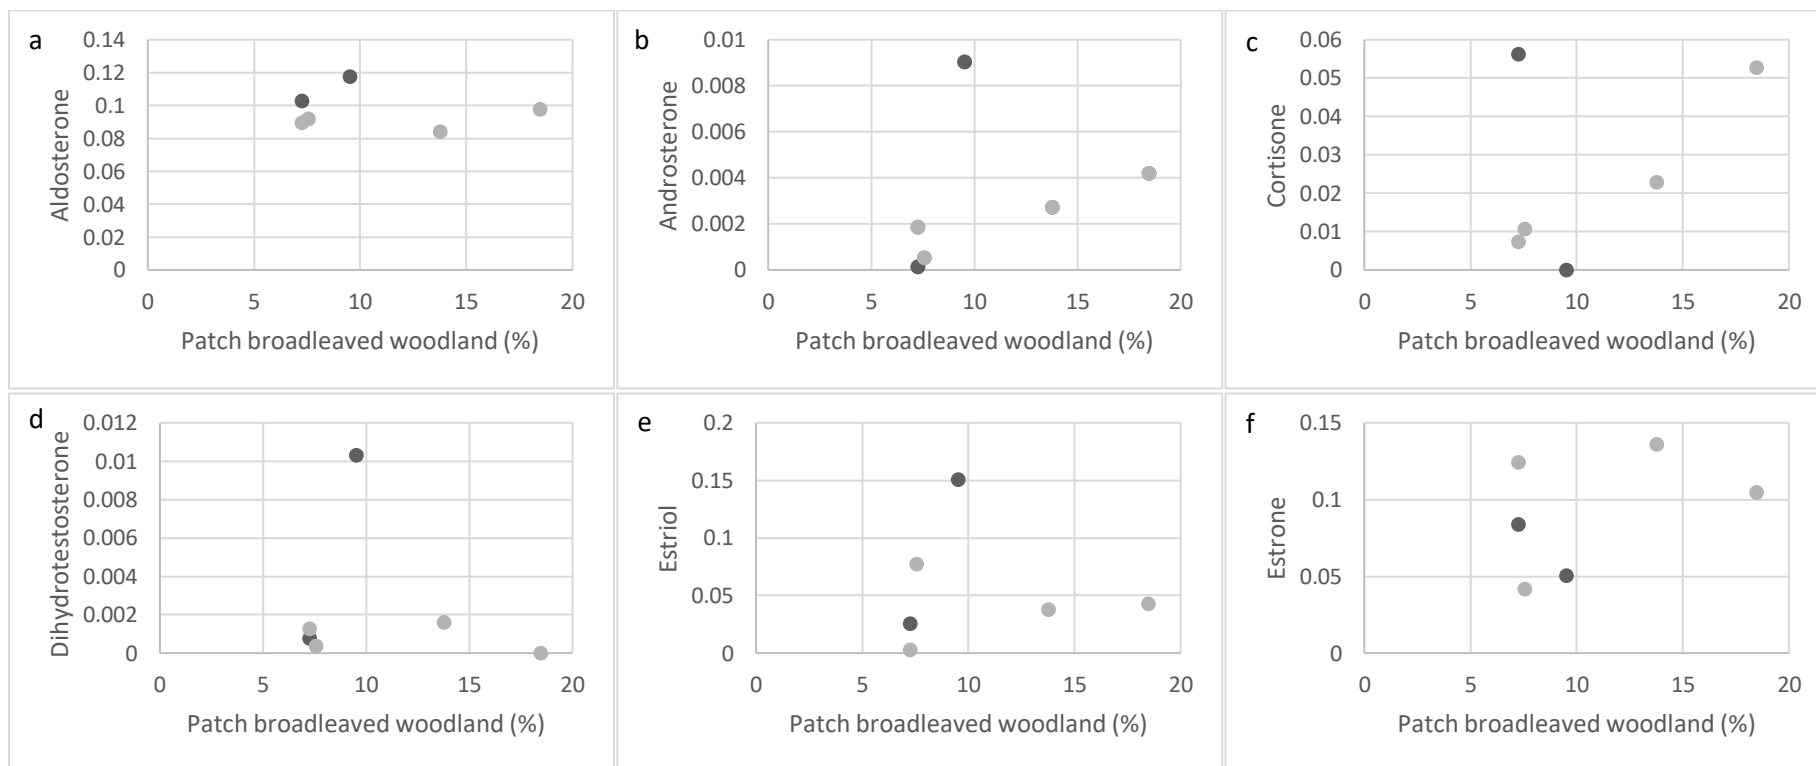 a
0.14
0.12
0.1
0.08
0.06
0.04
0.02
0
Aldosterone
0 5 10 15 20
Patch broadleaved woodland (%)
b
0.01
0.008
0.006
0.004
0.002
0
Androsterone
0 5 10 15 20
Patch broadleaved woodland (%)
c
0.06
0.05
0.04
0.03
0.02
0.01
0
Cortisone
0 5 10 15 20
Patch broadleaved woodland (%)
d
0.012
0.01
0.008
0.006
0.004
0.002
0
Dihydrotestosterone
0 5 10 15 20
Patch broadleaved woodland (%)
e
0.2
0.15
0.1
0.05
0
Estriol
0 5 10 15 20
Patch broadleaved woodland (%)
f
0.15
0.1
0.05
0
Estrone
0 5 10 15 20
Patch broadleaved woodland (%)